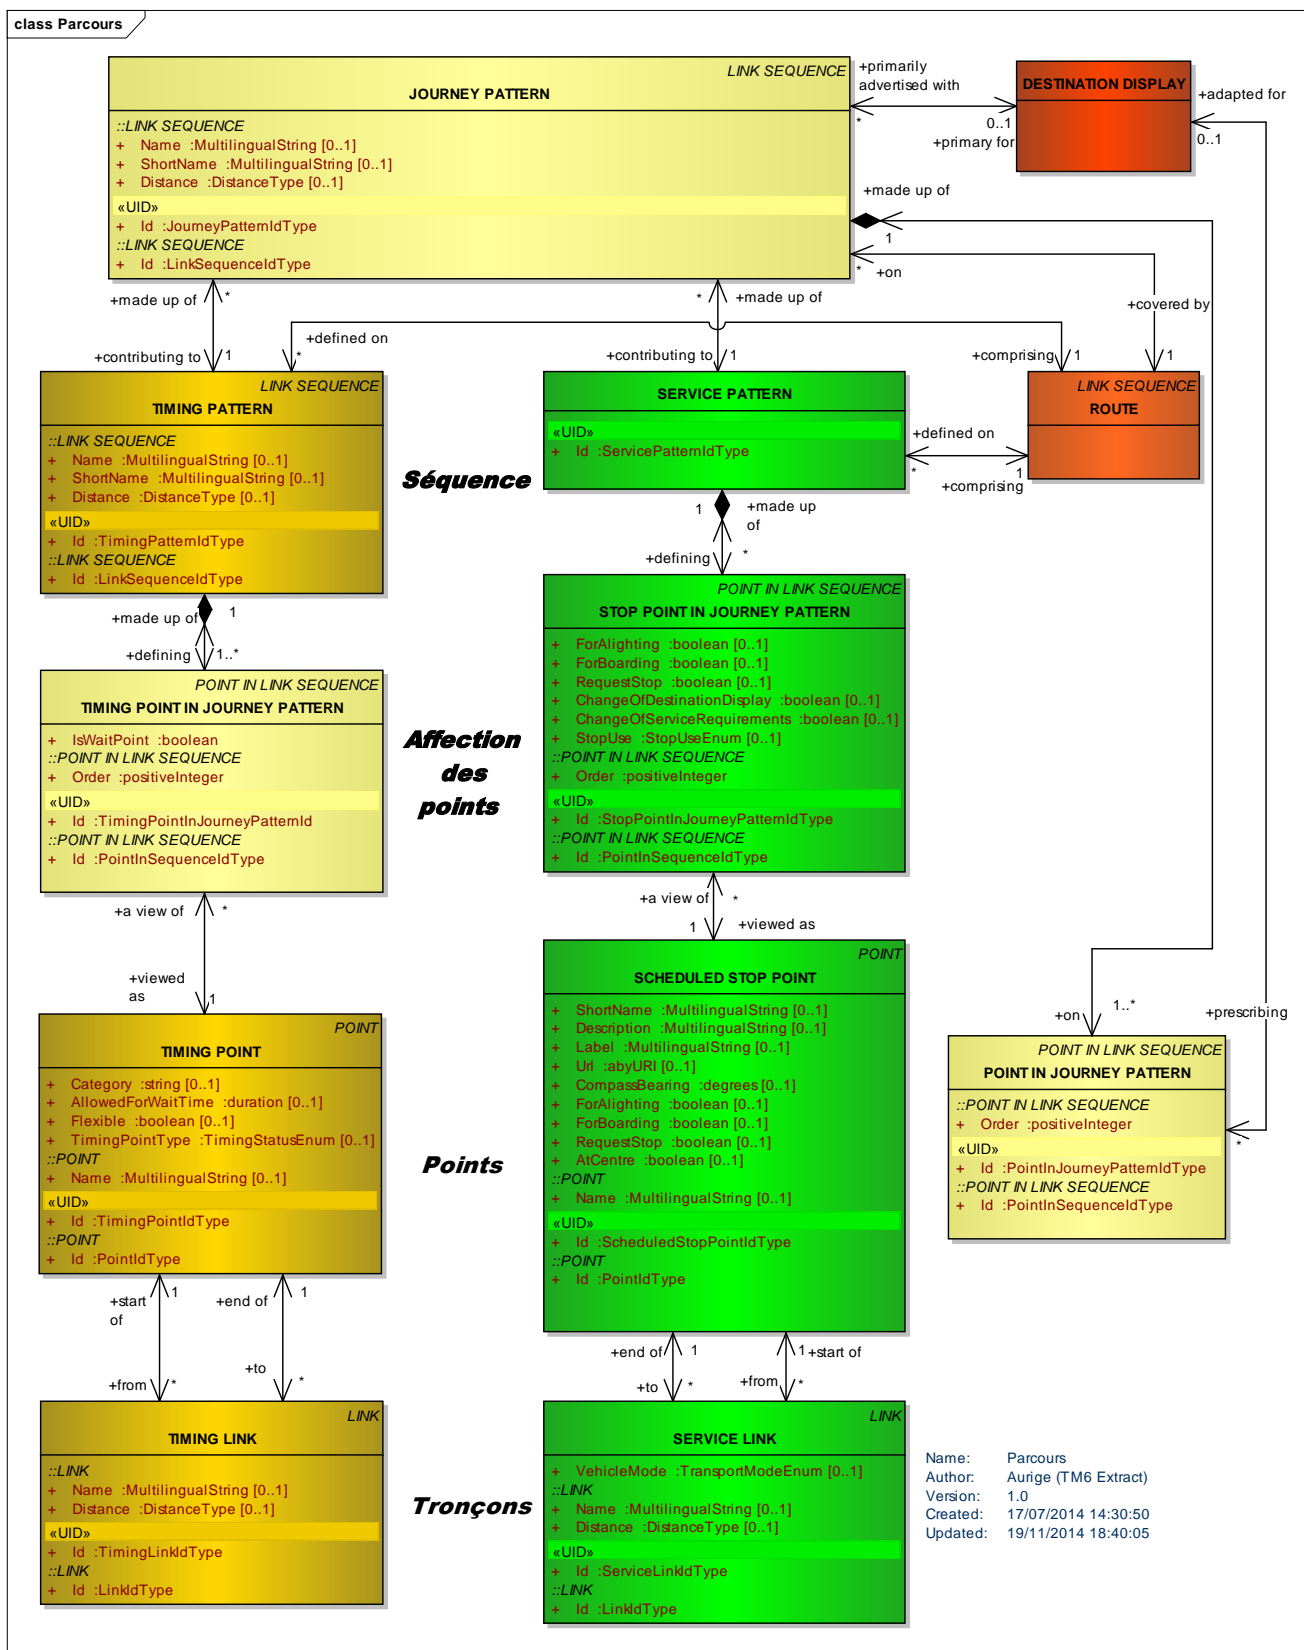 class Parcours
LINK SEQUENCE
JOURNEY PATTERN
::LINK SEQUENCE
+ Name :MultilingualString [0..1]
+ ShortName :MultilingualString [0..1]
+ Distance :DistanceType [0..1]
«UID»
+ Id :JourneyPatternIdType
::LINK SEQUENCE
+ Id :LinkSequenceIdType
+primarily
advertised with
*
0..1
+primary for
DESTINATION DISPLAY
+adapted for
0..1
+made up of
1
*
+on
+covered by
1
+made up of
*
+contributing to
1
*
+made up of
+contributing to
1
+defined on
*
+comprising
1
LINK SEQUENCE
TIMING PATTERN
::LINK SEQUENCE
+ Name :MultilingualString [0..1]
+ ShortName :MultilingualString [0..1]
+ Distance :DistanceType [0..1]
«UID»
+ Id :TimingPatternIdType
::LINK SEQUENCE
+ Id :LinkSequenceIdType
Séquence
SERVICE PATTERN
«UID»
+ Id :ServicePatternIdType
+defined on
*
1
+comprising
LINK SEQUENCE
ROUTE
+made up of
1
+defining
1..*
1
+made up
of
+defining
*
POINT IN LINK SEQUENCE
TIMING POINT IN JOURNEY PATTERN
+ IsWaitPoint :boolean
::POINT IN LINK SEQUENCE
+ Order :positiveInteger
«UID»
+ Id :TimingPointInJourneyPatternId
::POINT IN LINK SEQUENCE
+ Id :PointInSequenceIdType
Affection
des
points
POINT IN LINK SEQUENCE
STOP POINT IN JOURNEY PATTERN
+ ForAlighting :boolean [0..1]
+ ForBoarding :boolean [0..1]
+ RequestStop :boolean [0..1]
+ ChangeOfDestinationDisplay :boolean [0..1]
+ ChangeOfServiceRequirements :boolean [0..1]
+ StopUse :StopUseEnum [0..1]
::POINT IN LINK SEQUENCE
+ Order :positiveInteger
«UID»
+ Id :StopPointInJourneyPatternIdType
::POINT IN LINK SEQUENCE
+ Id :PointInSequenceIdType
+a view of
*
+viewed
as
1
+a view of
*
1
+viewed as
POINT
TIMING POINT
+ Category :string [0..1]
+ AllowedForWaitTime :duration [0..1]
+ Flexible :boolean [0..1]
+ TimingPointType :TimingStatusEnum [0..1]
::POINT
+ Name :MultilingualString [0..1]
«UID»
+ Id :TimingPointIdType
::POINT
+ Id :PointIdType
Points
POINT
SCHEDULED STOP POINT
+ ShortName :MultilingualString [0..1]
+ Description :MultilingualString [0..1]
+ Label :MultilingualString [0..1]
+ Url :abyURI [0..1]
+ CompassBearing :degrees [0..1]
+ ForAlighting :boolean [0..1]
+ ForBoarding :boolean [0..1]
+ RequestStop :boolean [0..1]
+ AtCentre :boolean [0..1]
::POINT
+ Name :MultilingualString [0..1]
«UID»
+ Id :ScheduledStopPointIdType
::POINT
+ Id :PointIdType
+on
1..*
+prescribing
*
POINT IN LINK SEQUENCE
POINT IN JOURNEY PATTERN
::POINT IN LINK SEQUENCE
+ Order :positiveInteger
«UID»
+ Id :PointInJourneyPatternIdType
::POINT IN LINK SEQUENCE
+ Id :PointInSequenceIdType
+start
of
1
+end of
1
+from
*
+to
*
+end of
1
1
+start of
+to
*
+from
*
LINK
TIMING LINK
::LINK
+ Name :MultilingualString [0..1]
+ Distance :DistanceType [0..1]
«UID»
+ Id :TimingLinkIdType
::LINK
+ Id :LinkIdType
Tronçons
LINK
SERVICE LINK
+ VehicleMode :TransportModeEnum [0..1]
::LINK
+ Name :MultilingualString [0..1]
+ Distance :DistanceType [0..1]
«UID»
+ Id :ServiceLinkIdType
::LINK
+ Id :LinkIdType
Name: Parcours
Author: Aurige (TM6 Extract)
Version: 1.0
Created: 17/07/2014 14:30:50
Updated: 19/11/2014 18:40:05